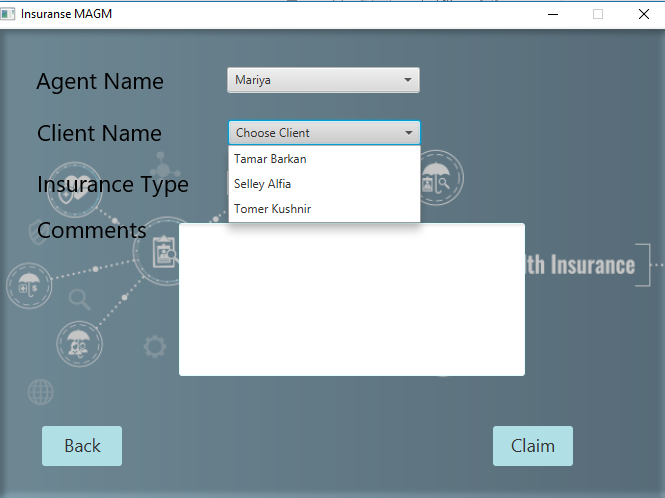 Insuranse MAGM
Agent Name
Mariya
Client Name
Choose Client
Tamar Barkan
Insurance Type
Selley Alfia
Tomer Kushnir
Comments
Insurance
Back
Claim